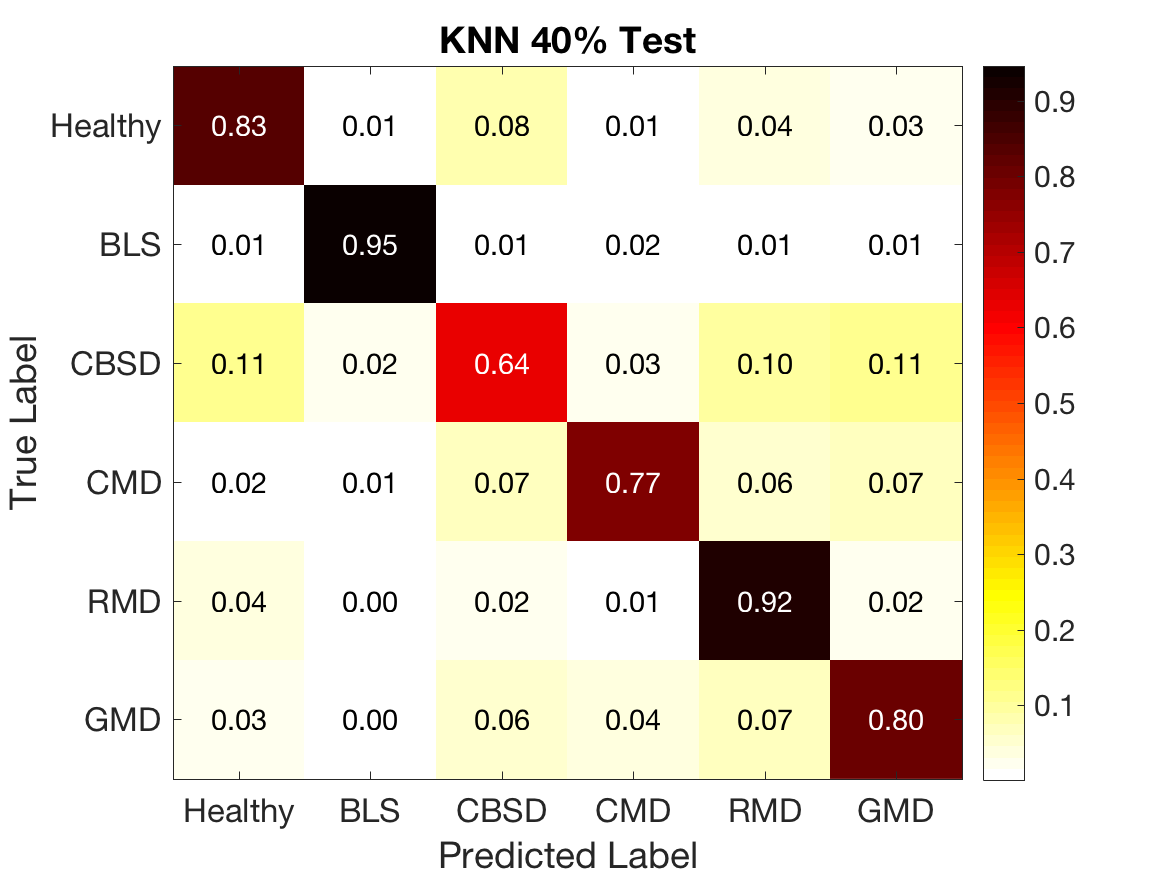 KNN 40% Test
Healthy 0.83 0.01 0.08 0.01 0.04 0.03
BLS 0.01 0.95 0.01 0.02 0.01 0.01
CBSD 0.11 0.02 0.64 0.03 0.10 0.11
CMD 0.02 0.01 0.07 0.77 0.06 0.07
RMD 0.04 0.00 0.02 0.01 0.92 0.02
GMD 0.03 0.00 0.06 0.04 0.07 0.80
Healthy BLS CBSD CMD RMD GMD
Predicted Label
True Label
0.9
0.8
0.7
0.6
0.5
0.4
0.3
0.2
0.1